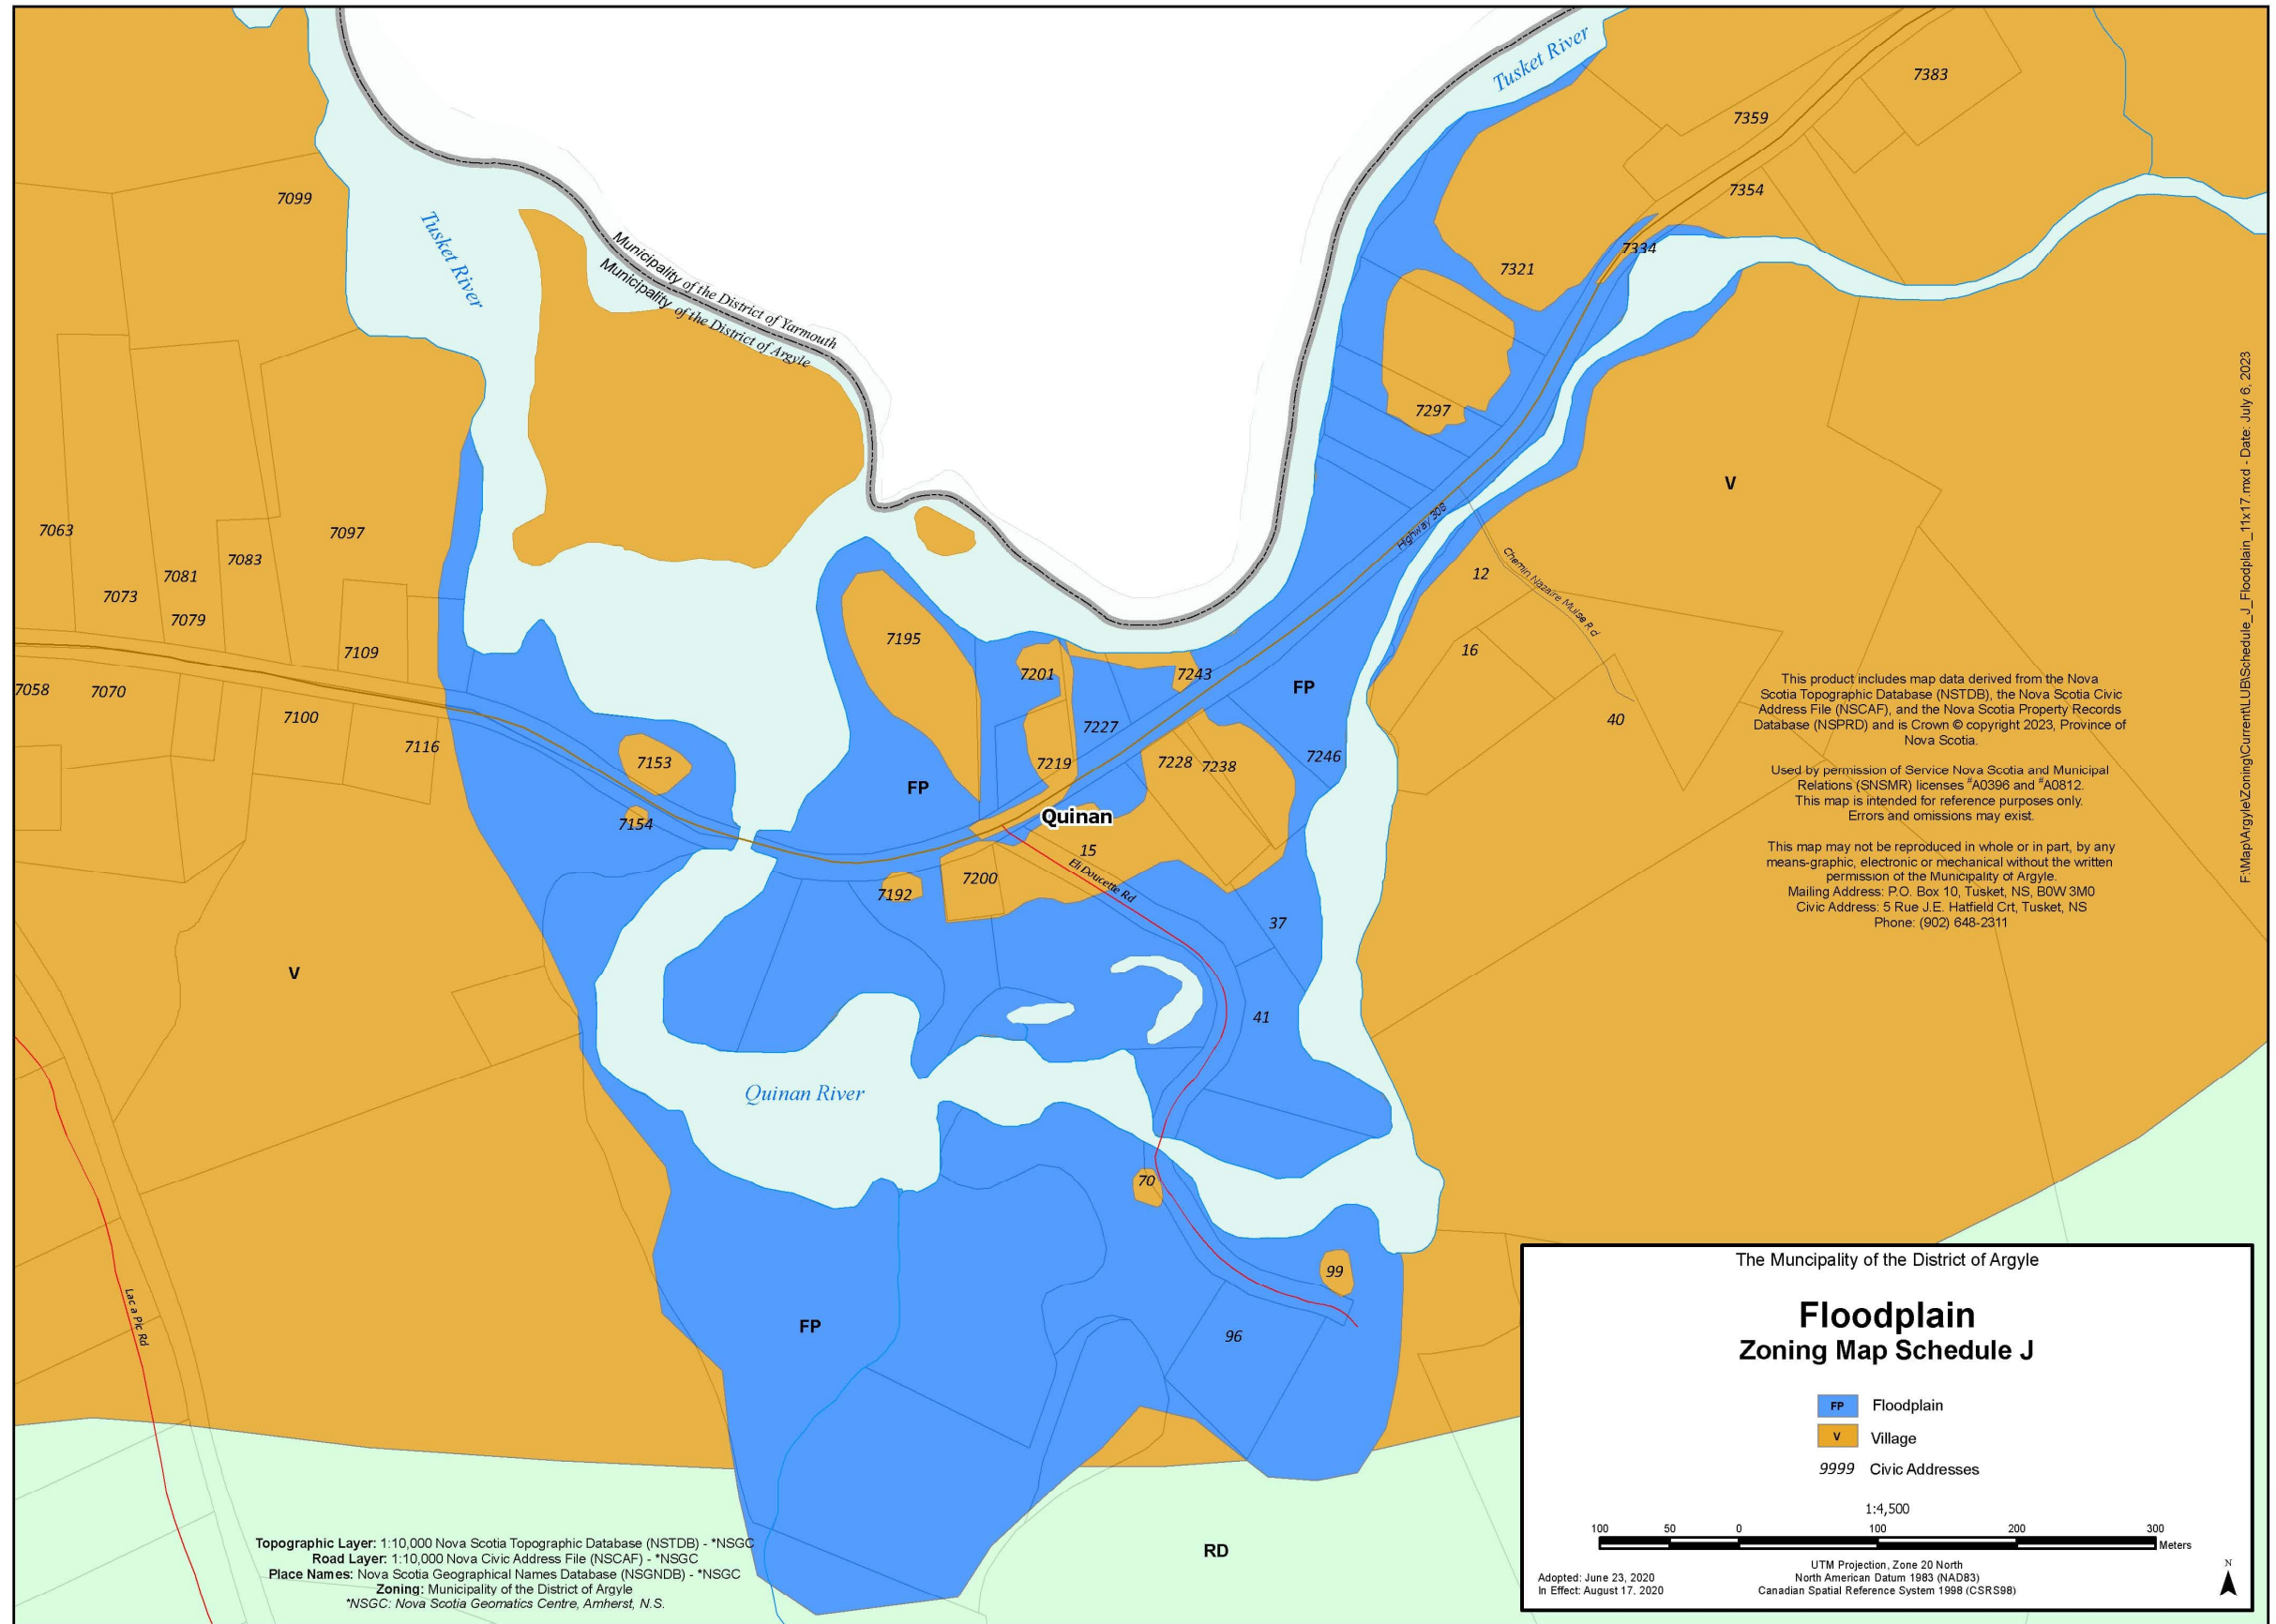 Tusket River
7383
7359
7099
7354
Tusket River
Municipality of the District of Yarmouth
Municipality of the District of Argyle
7334
7321
7297
V
7063
7097
7083
7081
7073
7079
Highway 308
Chemin Nazaire Muise Rd
12
7109
7195
7201
7243
FP
16
7058
7070
7100
7116
7153
7227
7219
7228
7238
7246
40
FP
7154
Quinan
15
Eli Doucette Rd
7192
7200
37
V
41
Quinan River
70
99
Lac a Pic Rd
FP
96
RD
This product includes map data derived from the Nova
Scotia Topographic Database (NSTDB), the Nova Scotia Civic
Address File (NSCAF), and the Nova Scotia Property Records
Database (NSPRD) and is Crown © copyright 2023, Province of
Nova Scotia.
Used by permission of Service Nova Scotia and Municipal
Relations (SNSMR) licenses #A0396 and #A0812.
This map is intended for reference purposes only.
Errors and omissions may exist.
This map may not be reproduced in whole or in part, by any
means-graphic, electronic or mechanical without the written
permission of the Municipality of Argyle.
Mailing Address: P.O. Box 10, Tusket, NS, B0W 3M0
Civic Address: 5 Rue J.E. Hatfield Crt, Tusket, NS
Phone: (902) 648-2311
F:\Map\Argyle\Zoning\Current\LUB\Schedule_J_Floodplain_11x17.mxd - Date: July 6, 2023
Topographic Layer: 1:10,000 Nova Scotia Topographic Database (NSTDB) - *NSGC
Road Layer: 1:10,000 Nova Civic Address File (NSCAF) - *NSGC
Place Names: Nova Scotia Geographical Names Database (NSGNDB) - *NSGC
Zoning: Municipality of the District of Argyle
*NSGC: Nova Scotia Geomatics Centre, Amherst, N.S.
The Muncipality of the District of Argyle
Floodplain
Zoning Map Schedule J
FP Floodplain
V Village
9999 Civic Addresses
1:4,500
100 50 0 100 200 300
Meters
UTM Projection, Zone 20 North
North American Datum 1983 (NAD83)
Canadian Spatial Reference System 1998 (CSRS98)
Adopted: June 23, 2020
In Effect: August 17, 2020
N